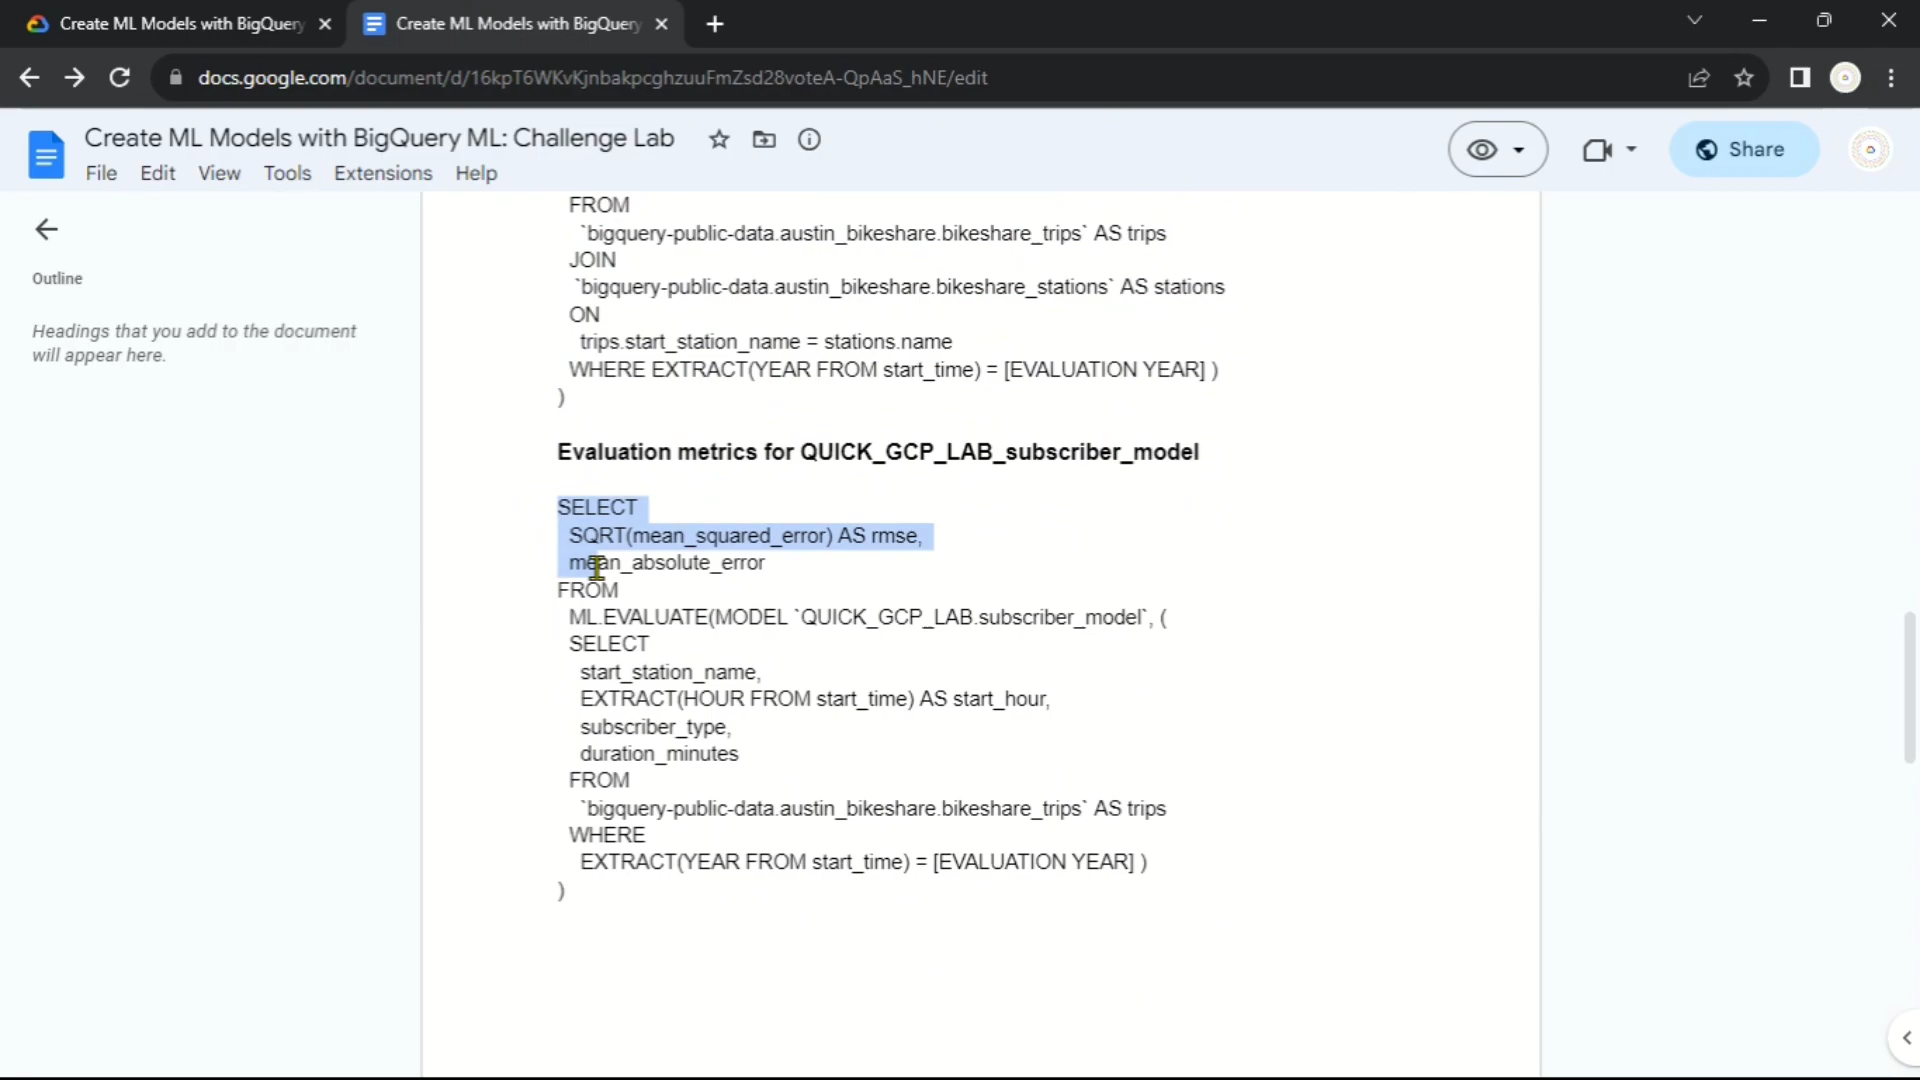 Create ML Models with BigQuery
Create ML Models with BigQuery
docs.google.com/document/d/16kpT6WKvKjnbakpcghzuuFmZsd28voteA-QpAaS_hNE/edit
Create ML Models with BigQuery ML: Challenge Lab
File Edit View Tools Extensions Help
Share
Outline
Headings that you add to the document
will appear here.
FROM
`bigquery-public-data.austin_bikeshare.bikeshare_trips` AS trips
JOIN
`bigquery-public-data.austin_bikeshare.bikeshare_stations` AS stations
ON
trips.start_station_name = stations.name
WHERE EXTRACT(YEAR FROM start_time) = [EVALUATION YEAR] )
)
Evaluation metrics for QUICK_GCP_LAB_subscriber_model
SELECT
SQRT(mean_squared_error) AS rmse,
mean_absolute_error
FROM
ML.EVALUATE(MODEL `QUICK_GCP_LAB.subscriber_model`, (
SELECT
start_station_name,
EXTRACT(HOUR FROM start_time) AS start_hour,
subscriber_type,
duration_minutes
FROM
`bigquery-public-data.austin_bikeshare.bikeshare_trips` AS trips
WHERE
EXTRACT(YEAR FROM start_time) = [EVALUATION YEAR] )
)